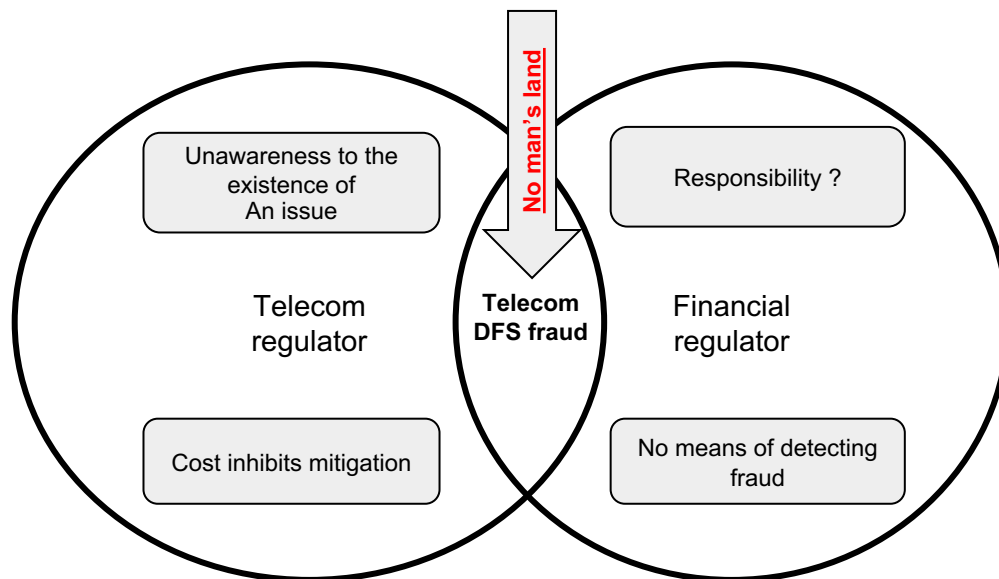 No man's land
Unawareness to the
existence of
An issue
Responsibility ?
Telecom
regulator
Telecom
DFS fraud
Financial
regulator
Cost inhibits mitigation
No means of detecting
fraud